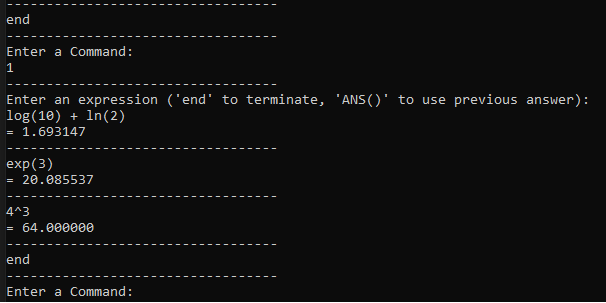 ----------------------------------
end
----------------------------------
Enter a Command:
1
----------------------------------
Enter an expression ('end' to terminate, 'ANS()' to use previous answer):
log(10) + ln(2)
= 1.693147
----------------------------------
exp(3)
= 20.085537
----------------------------------
4^3
= 64.000000
----------------------------------
end
----------------------------------
Enter a Command: